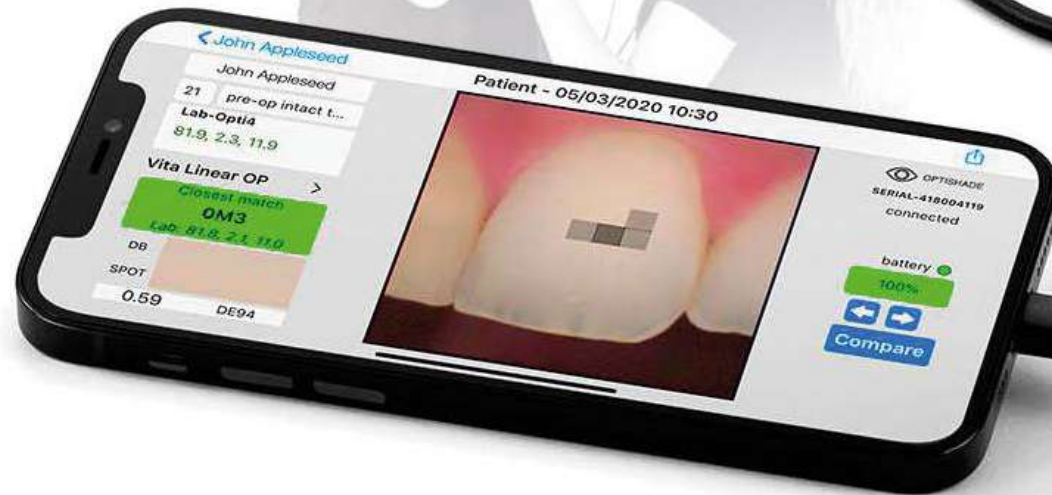 John Appleseed
John Appleseed
21 pre-op intact t...
Lab-Opti4
81.9, 2.3, 11.9
Vita Linear OP >
Closest match
0M3
Lab: 81.8, 2.1, 11.0
DB
SPOT
0.59 DE94
Patient - 05/03/2020 10:30
OPTISHADE
SERIAL-418004119
connected
battery
100%
Compare